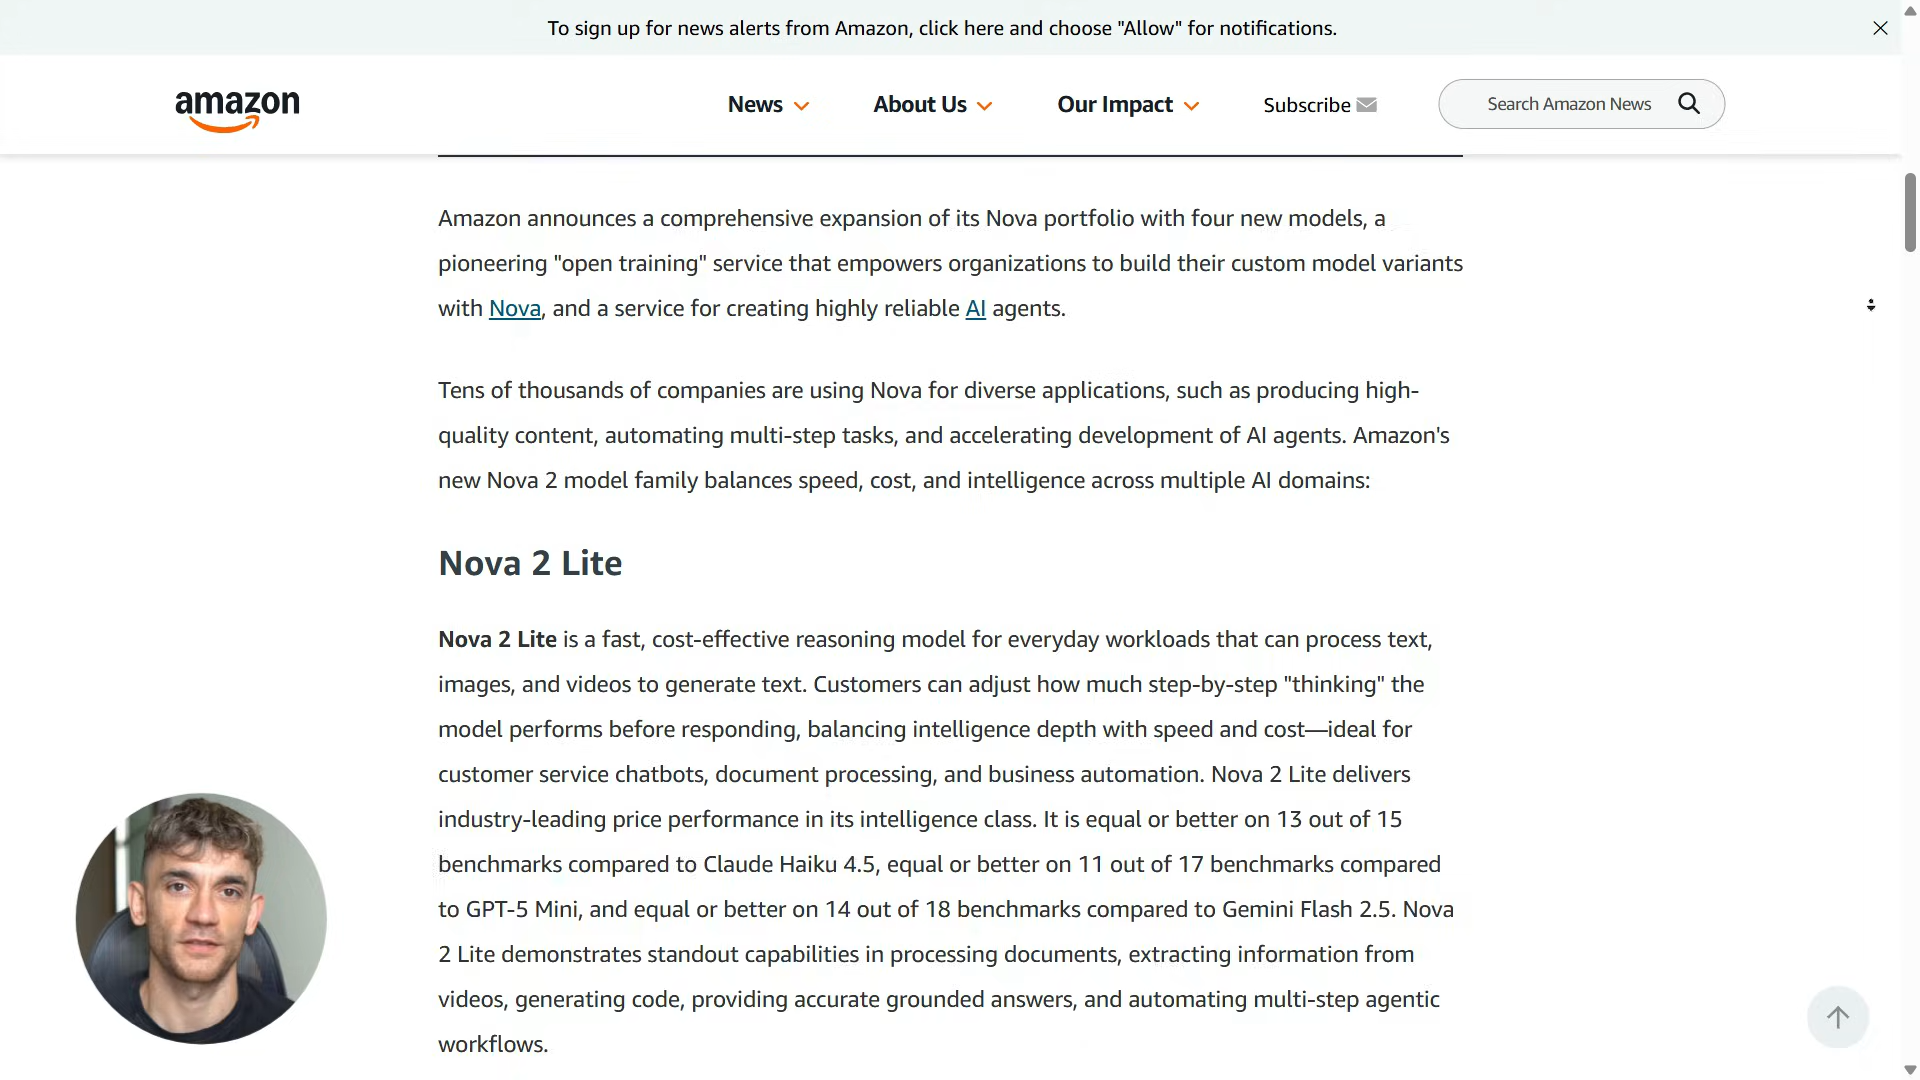 To sign up for news alerts from Amazon, click here and choose "Allow" for notifications.
amazon
News
About Us
Our Impact
Subscribe
Search Amazon News
Amazon announces a comprehensive expansion of its Nova portfolio with four new models, a
pioneering "open training" service that empowers organizations to build their custom model variants
with Nova, and a service for creating highly reliable AI agents.
Tens of thousands of companies are using Nova for diverse applications, such as producing high-
quality content, automating multi-step tasks, and accelerating development of AI agents. Amazon's
new Nova 2 model family balances speed, cost, and intelligence across multiple AI domains:
Nova 2 Lite
Nova 2 Lite is a fast, cost-effective reasoning model for everyday workloads that can process text,
images, and videos to generate text. Customers can adjust how much step-by-step "thinking" the
model performs before responding, balancing intelligence depth with speed and cost—ideal for
customer service chatbots, document processing, and business automation. Nova 2 Lite delivers
industry-leading price performance in its intelligence class. It is equal or better on 13 out of 15
benchmarks compared to Claude Haiku 4.5, equal or better on 11 out of 17 benchmarks compared
to GPT-5 Mini, and equal or better on 14 out of 18 benchmarks compared to Gemini Flash 2.5. Nova
2 Lite demonstrates standout capabilities in processing documents, extracting information from
videos, generating code, providing accurate grounded answers, and automating multi-step agentic
workflows.